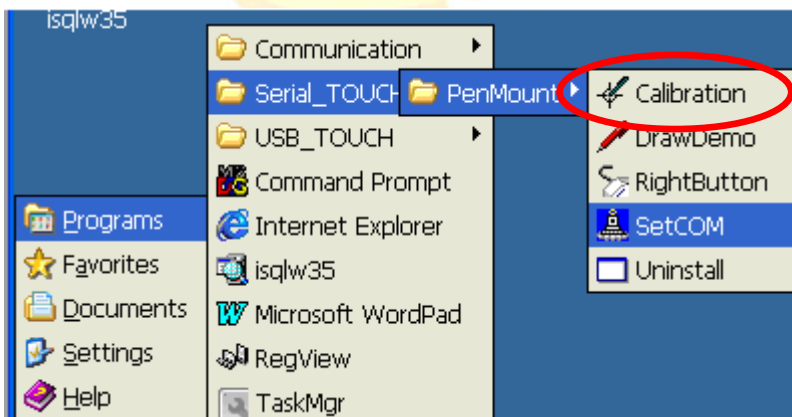 isqlw35
Communication
Serial_TOUCH
USB_TOUCH
Command Prompt
Internet Explorer
isqlw35
Microsoft WordPad
RegView
TaskMgr
PenMount
Calibration
DrawDemo
RightButton
SetCOM
Uninstall
Programs
Favorites
Documents
Settings
Help